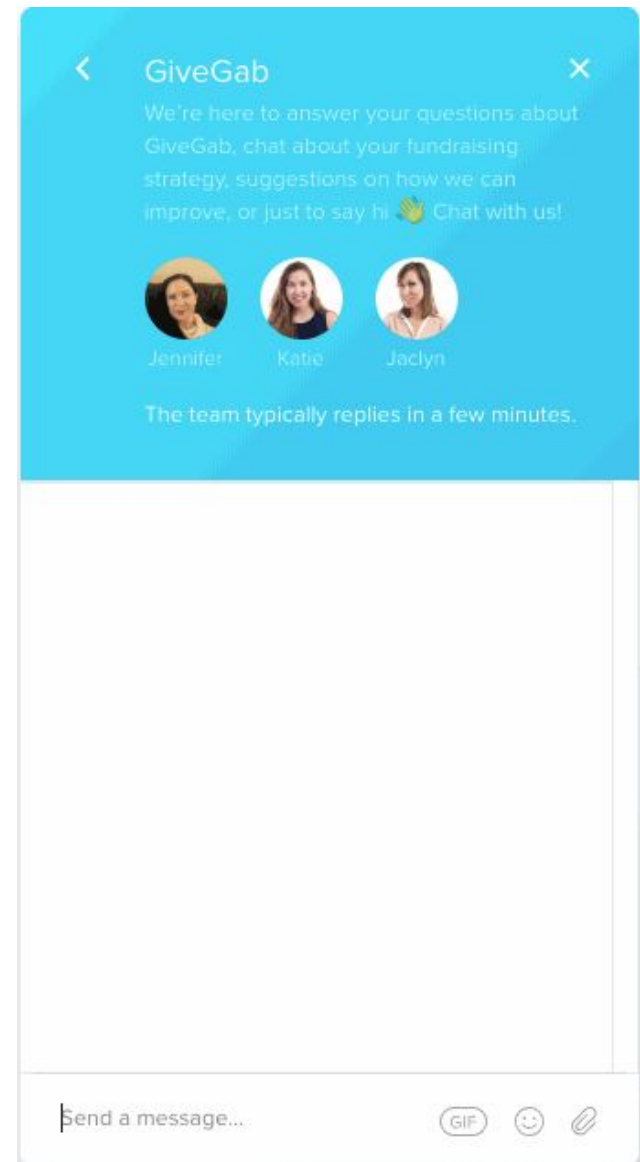 GiveGab
We're here to answer your questions about
GiveGab, chat about your fundraising
strategy, suggestions on how we can
improve, or just to say hi 👋 Chat with us!
Jennifer Katie Jaclyn
The team typically replies in a few minutes.
Send a message...
GIF